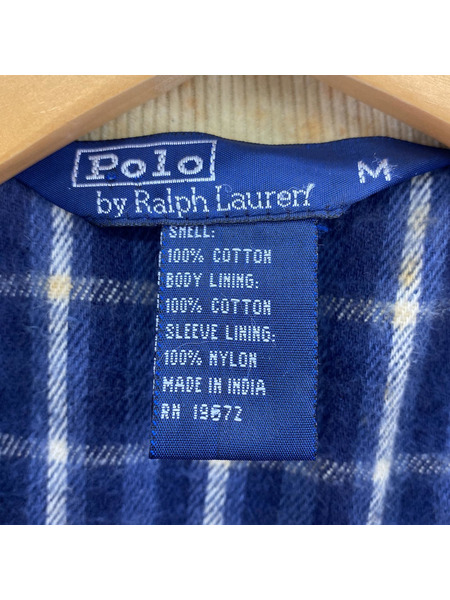 Polo
by Ralph Lauren
M
SHELL:
100% COTTON
BODY LINING:
100% COTTON
SLEEVE LINING:
100% NYLON
MADE IN INDIA
RN 19672